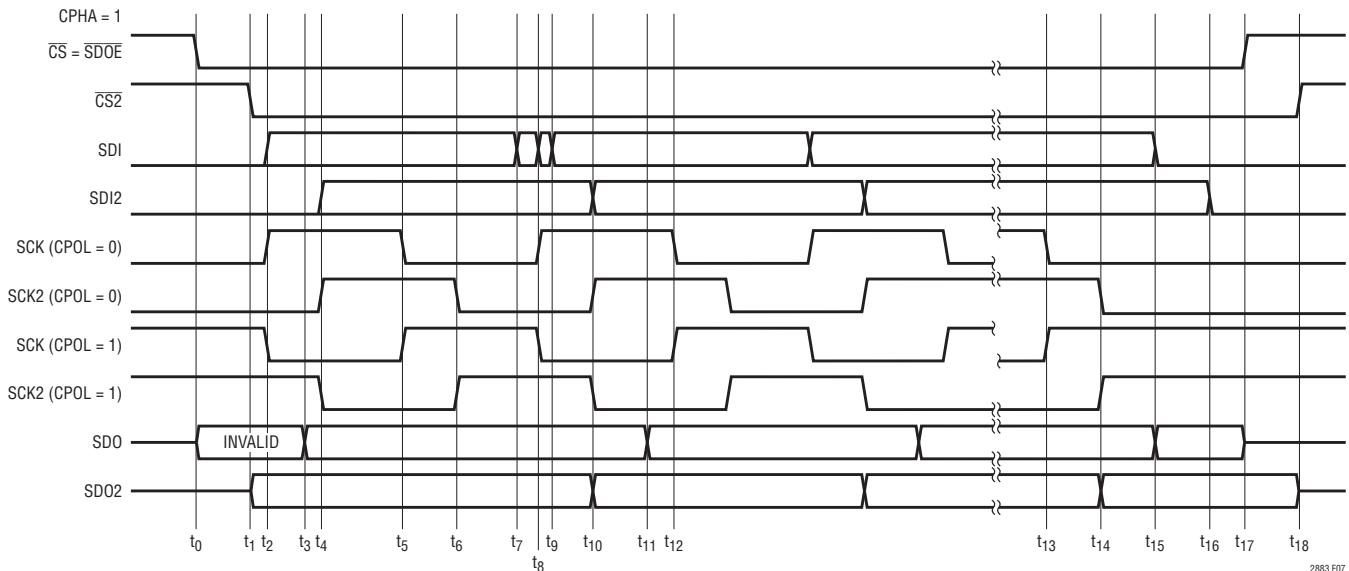 CPHA = 1
CS = SDOE
CS2
SDI
SDI2
SCK (CPOL = 0)
SCK2 (CPOL = 0)
SCK (CPOL = 1)
SCK2 (CPOL = 1)
SDO
INVALID
SDO2
t0 t1 t2 t3 t4 t5 t6 t7 t8 t9 t10 t11 t12 t13 t14 t15 t16 t17 t18
2883 F07